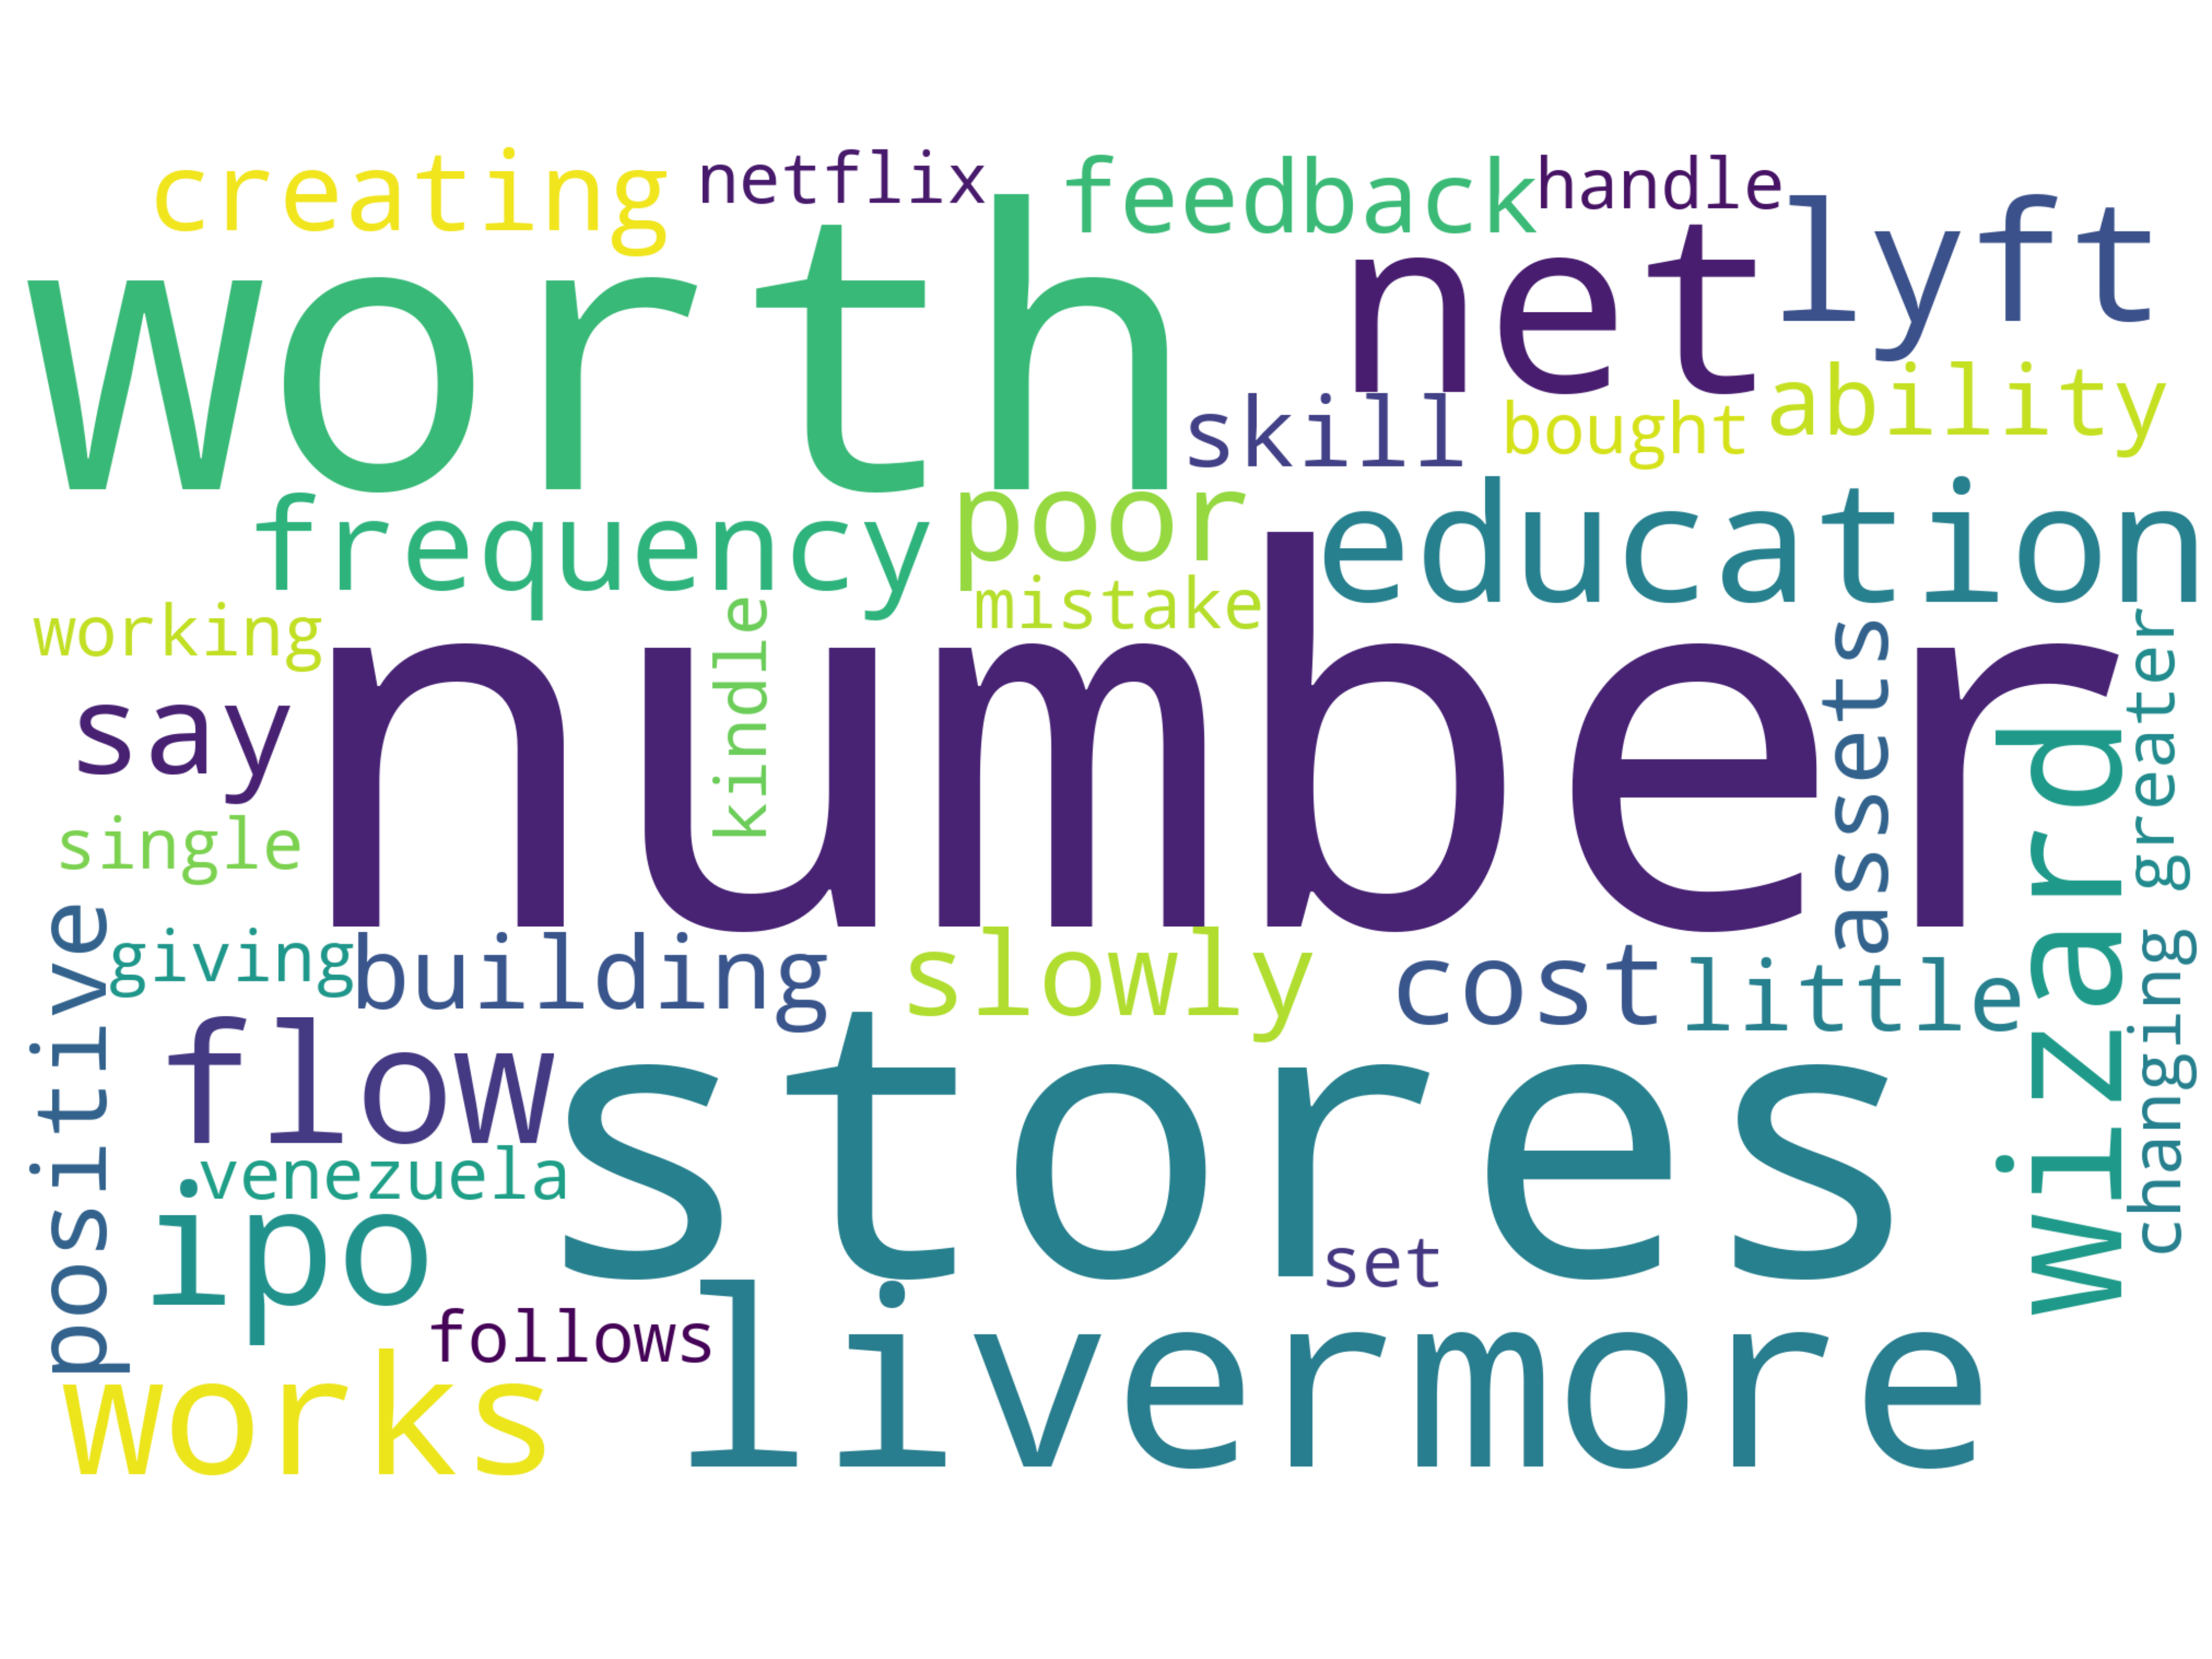 creating
netflix
feedback
handle
worth
net
lyft
skill
bought
ability
frequency
poor
education
mistake
working
kindle
number
assets
greater
say
single
wizard
positive
giving
building
slowly
cost
little
changing
flow
stores
venezuela
ipo
set
follows
livermore
works